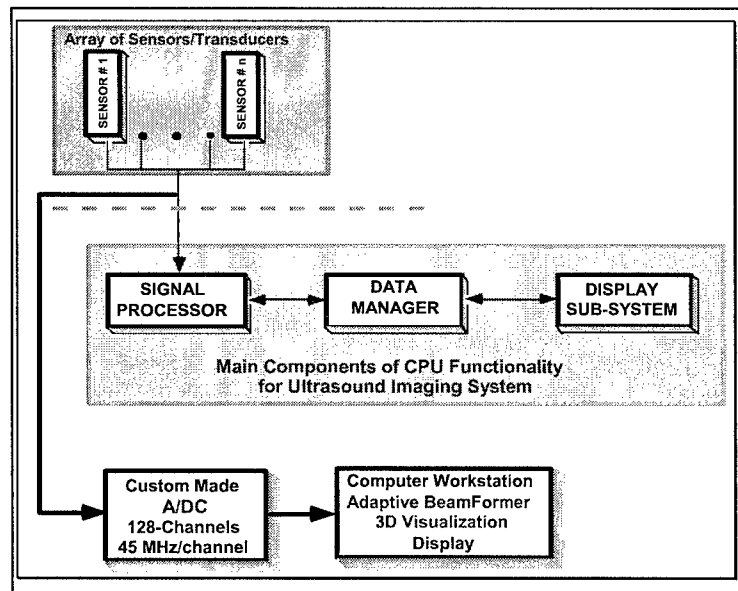 Array of Sensors/Transducers
SENSOR # 1
SENSOR # n
SIGNAL
PROCESSOR
DATA
MANAGER
DISPLAY
SUB-SYSTEM
Main Components of CPU Functionality
for Ultrasound Imaging System
Custom Made
A/DC
128-Channels
45 MHz/channel
Computer Workstation
Adaptive BeamFormer
3D Visualization
Display